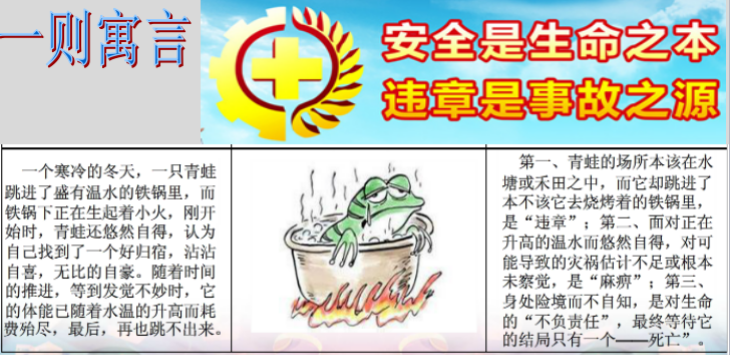 一则寓言
安全是生命之本
违章是事故之源
一个寒冷的冬天，一只青蛙
跳进了盛有温水的铁锅里，而
铁锅下正在生起着小火，刚开
始时，青蛙还悠然自得，认为
自己找到了一个好归宿，沾沾
自喜，无比的自豪。随着时间
的推进，等到发觉不妙时，它
的体能已随着水温的升高而耗
费殆尽，最后，再也跳不出来。
第一、青蛙的场所本该在水
塘或禾田之中，而它却跳进了
本不该它去烧烤着的铁锅里，
是“违章”；第二、面对正在
升高的温水而悠然自得，对可
能导致的灾祸估计不足或根本
未察觉，是“麻痹”；第三、
身处险境而不自知，是对生命
的“不负责任”，最终等待它
的结局只有一个——死亡”。